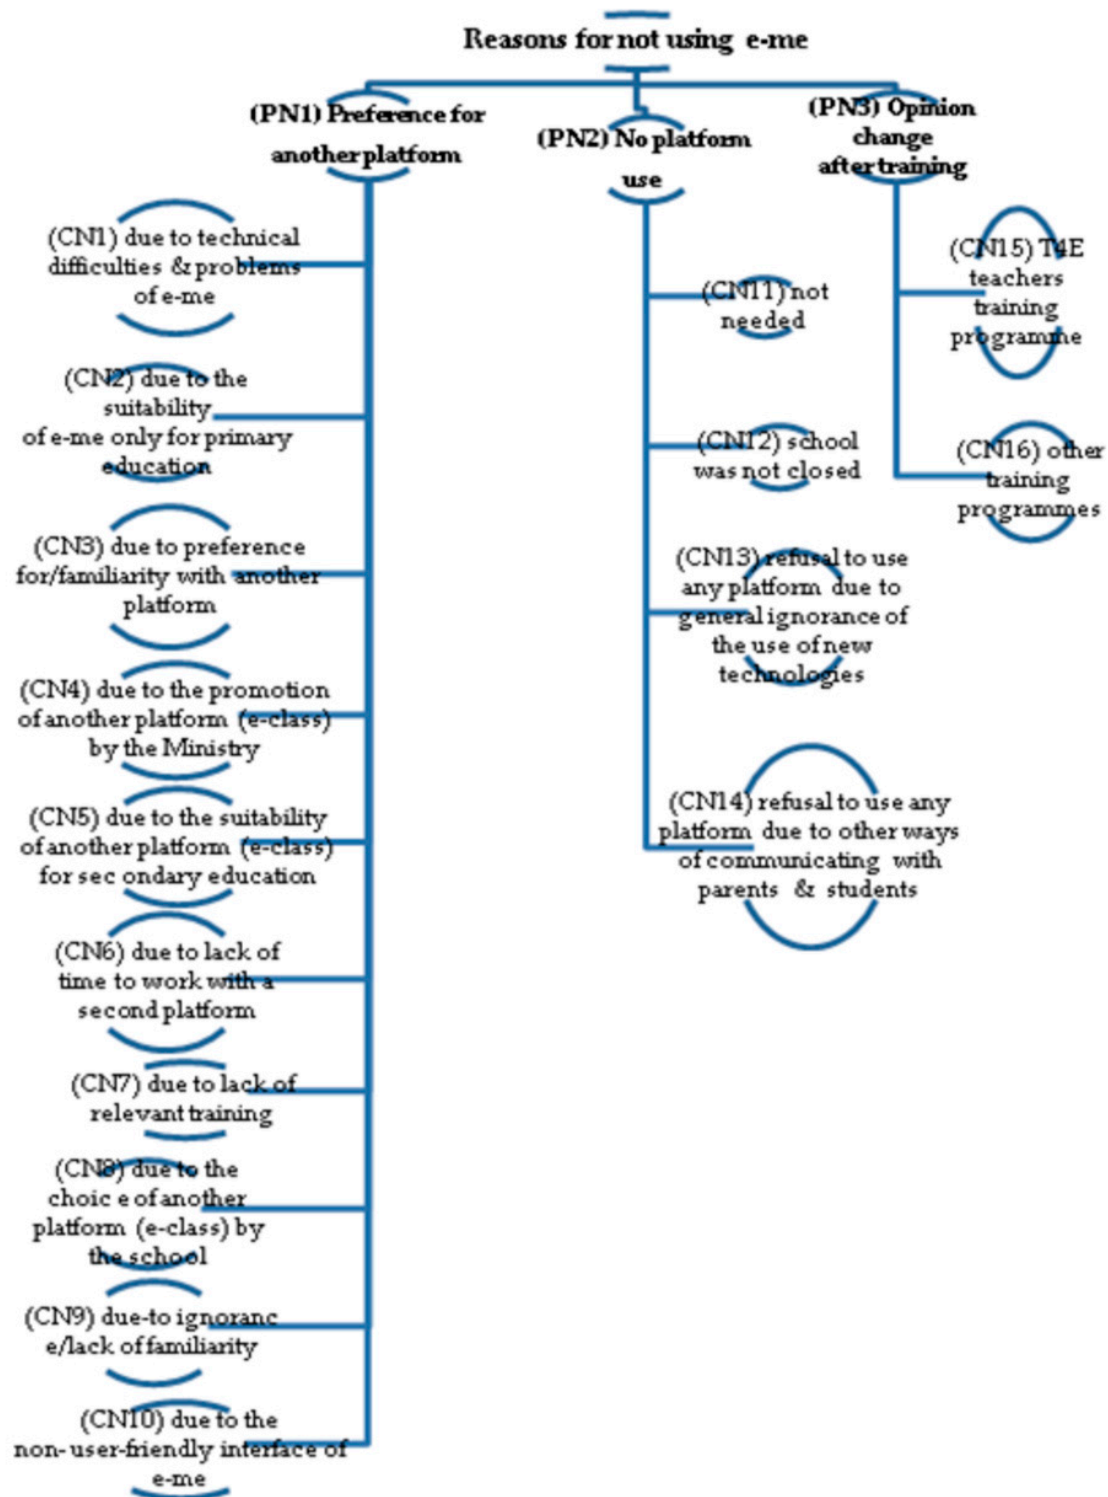 Reasons for not using e-me
(PN1) Preference for
another platform
(CN1) due to technical
difficulties & problems
of e-me
(CN2) due to the
suitability
of e-me only for primary
education
(CN3) due to preference
for/familiarity with another
platform
(CN4) due to the promotion
of another platform (e-class)
by the Ministry
(CN5) due to the suitability
of another platform (e-class)
for sec ondary education
(CN6) due to lack of
time to work with a
second platform
(CN7) due to lack of
relevant training
(CN8) due to the
choic e of another
platform (e-class) by
the school
(CN9) due-to ignoranc
e/lack of familiarity
(CN10) due to the
non-user-friendly interface of
e-me
(PN2) No platform
use
(CN11) not
needed
(CN12) school
was not closed
(CN13) refusal to use
any platform due to
general ignorance of
the use of new
technologies
(CN14) refusal to use any
platform due to other ways
of communicating with
parents & students
(PN3) Opinion
change
after training
(CN15) T4E
teachers
training
programme
(CN16) other
training
programmes